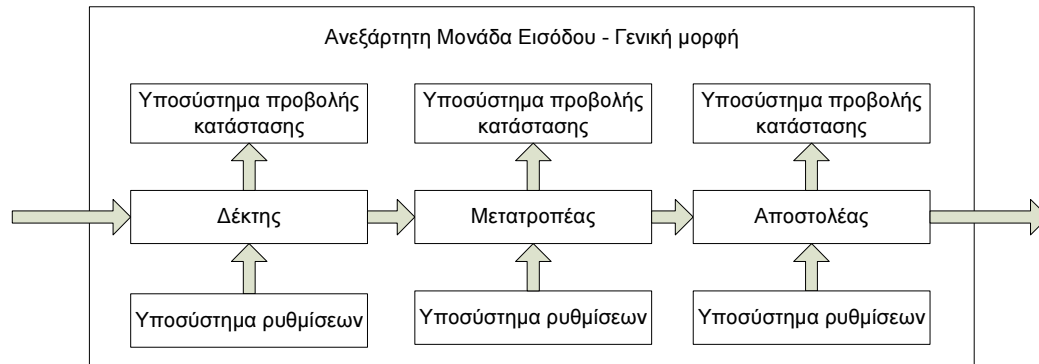 Ανεξάρτητη Μονάδα Εισόδου - Γενική μορφή
Υποσύστημα προβολής
κατάστασης
Υποσύστημα προβολής
κατάστασης
Υποσύστημα προβολής
κατάστασης
Δέκτης
Μετατροπέας
Αποστολέας
Υποσύστημα ρυθμίσεων
Υποσύστημα ρυθμίσεων
Υποσύστημα ρυθμίσεων